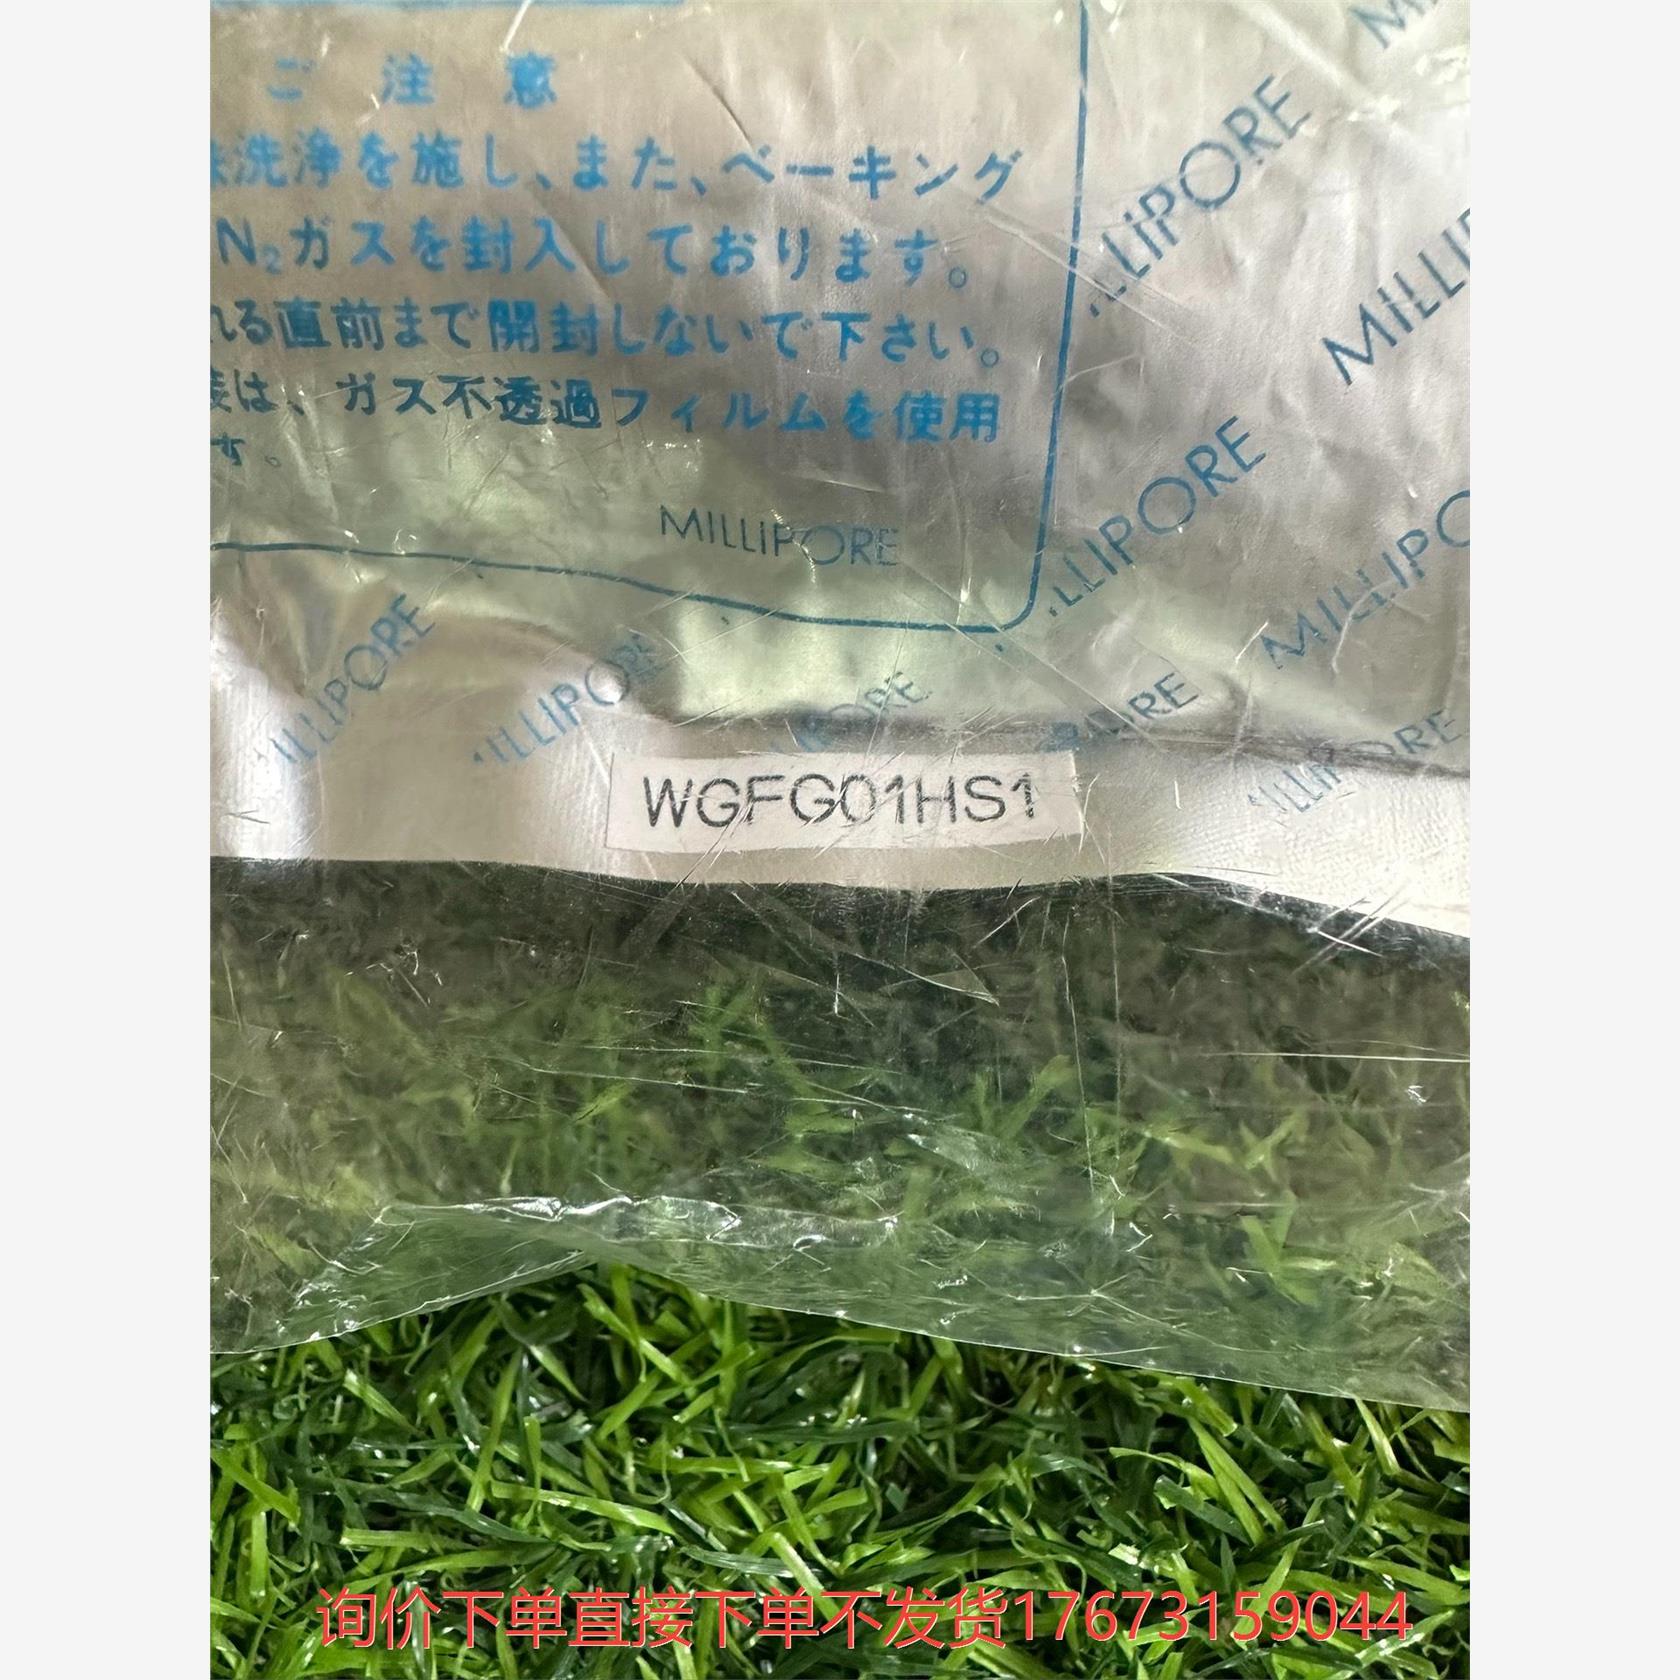 ご注意
洗浄を施し、また、ベーキング
N₂ガスを封入しております。
れる直前まで開封しないで下さい。
装は、ガス不透過フィルムを使用
す。
MILLIPORE
MILLIPORE
MILLIPORE
MILLIPORE
MILLIPORE
MILLIPORE
MILLIPORE
WGFG01HS1
询价下单直接下单不发货17673159044